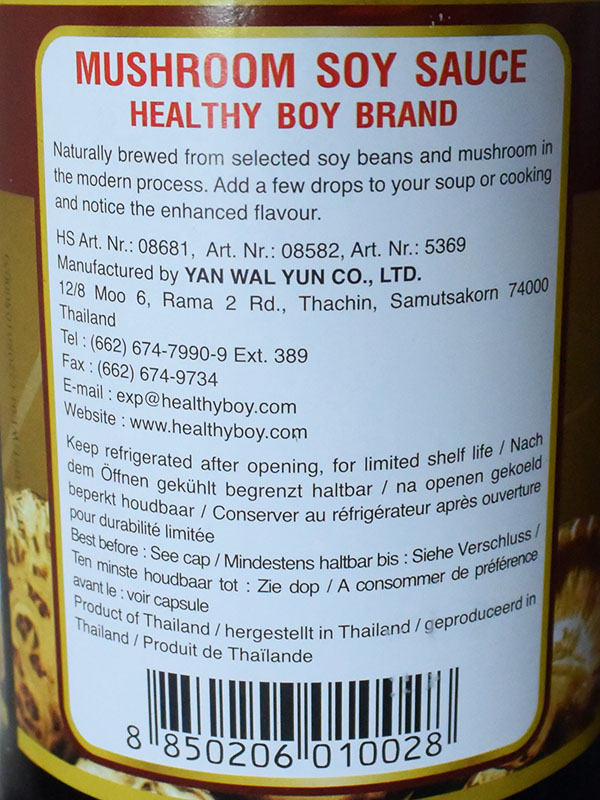 MUSHROOM SOY SAUCE
HEALTHY BOY BRAND
Naturally brewed from selected soy beans and mushroom in
the modern process. Add a few drops to your soup or cooking
and notice the enhanced flavour.
HS Art. Nr.: 08681, Art. Nr.: 08582, Art. Nr.: 5369
Manufactured by YAN WAL YUN CO., LTD.
12/8 Moo 6, Rama 2 Rd., Thachin, Samutsakorn 74000
Thailand
Tel : (662) 674-7990-9 Ext. 389
Fax : (662) 674-9734
E-mail : exp@healthyboy.com
Website : www.healthyboy.com
Keep refrigerated after opening, for limited shelf life / Nach
dem Öffnen gekühlt begrenzt haltbar / na openen gekoeld
beperkt houdbaar / Conserver au réfrigérateur après ouverture
pour durabilité limitée
Best before : See cap / Mindestens haltbar bis : Siehe Verschluss /
Ten minste houdbaar tot : Zie dop / A consommer de préférence
avant le : voir capsule
Product of Thailand / hergestellt in Thailand / geproduceerd in
Thailand / Produit de Thaïlande
8 850206 010028